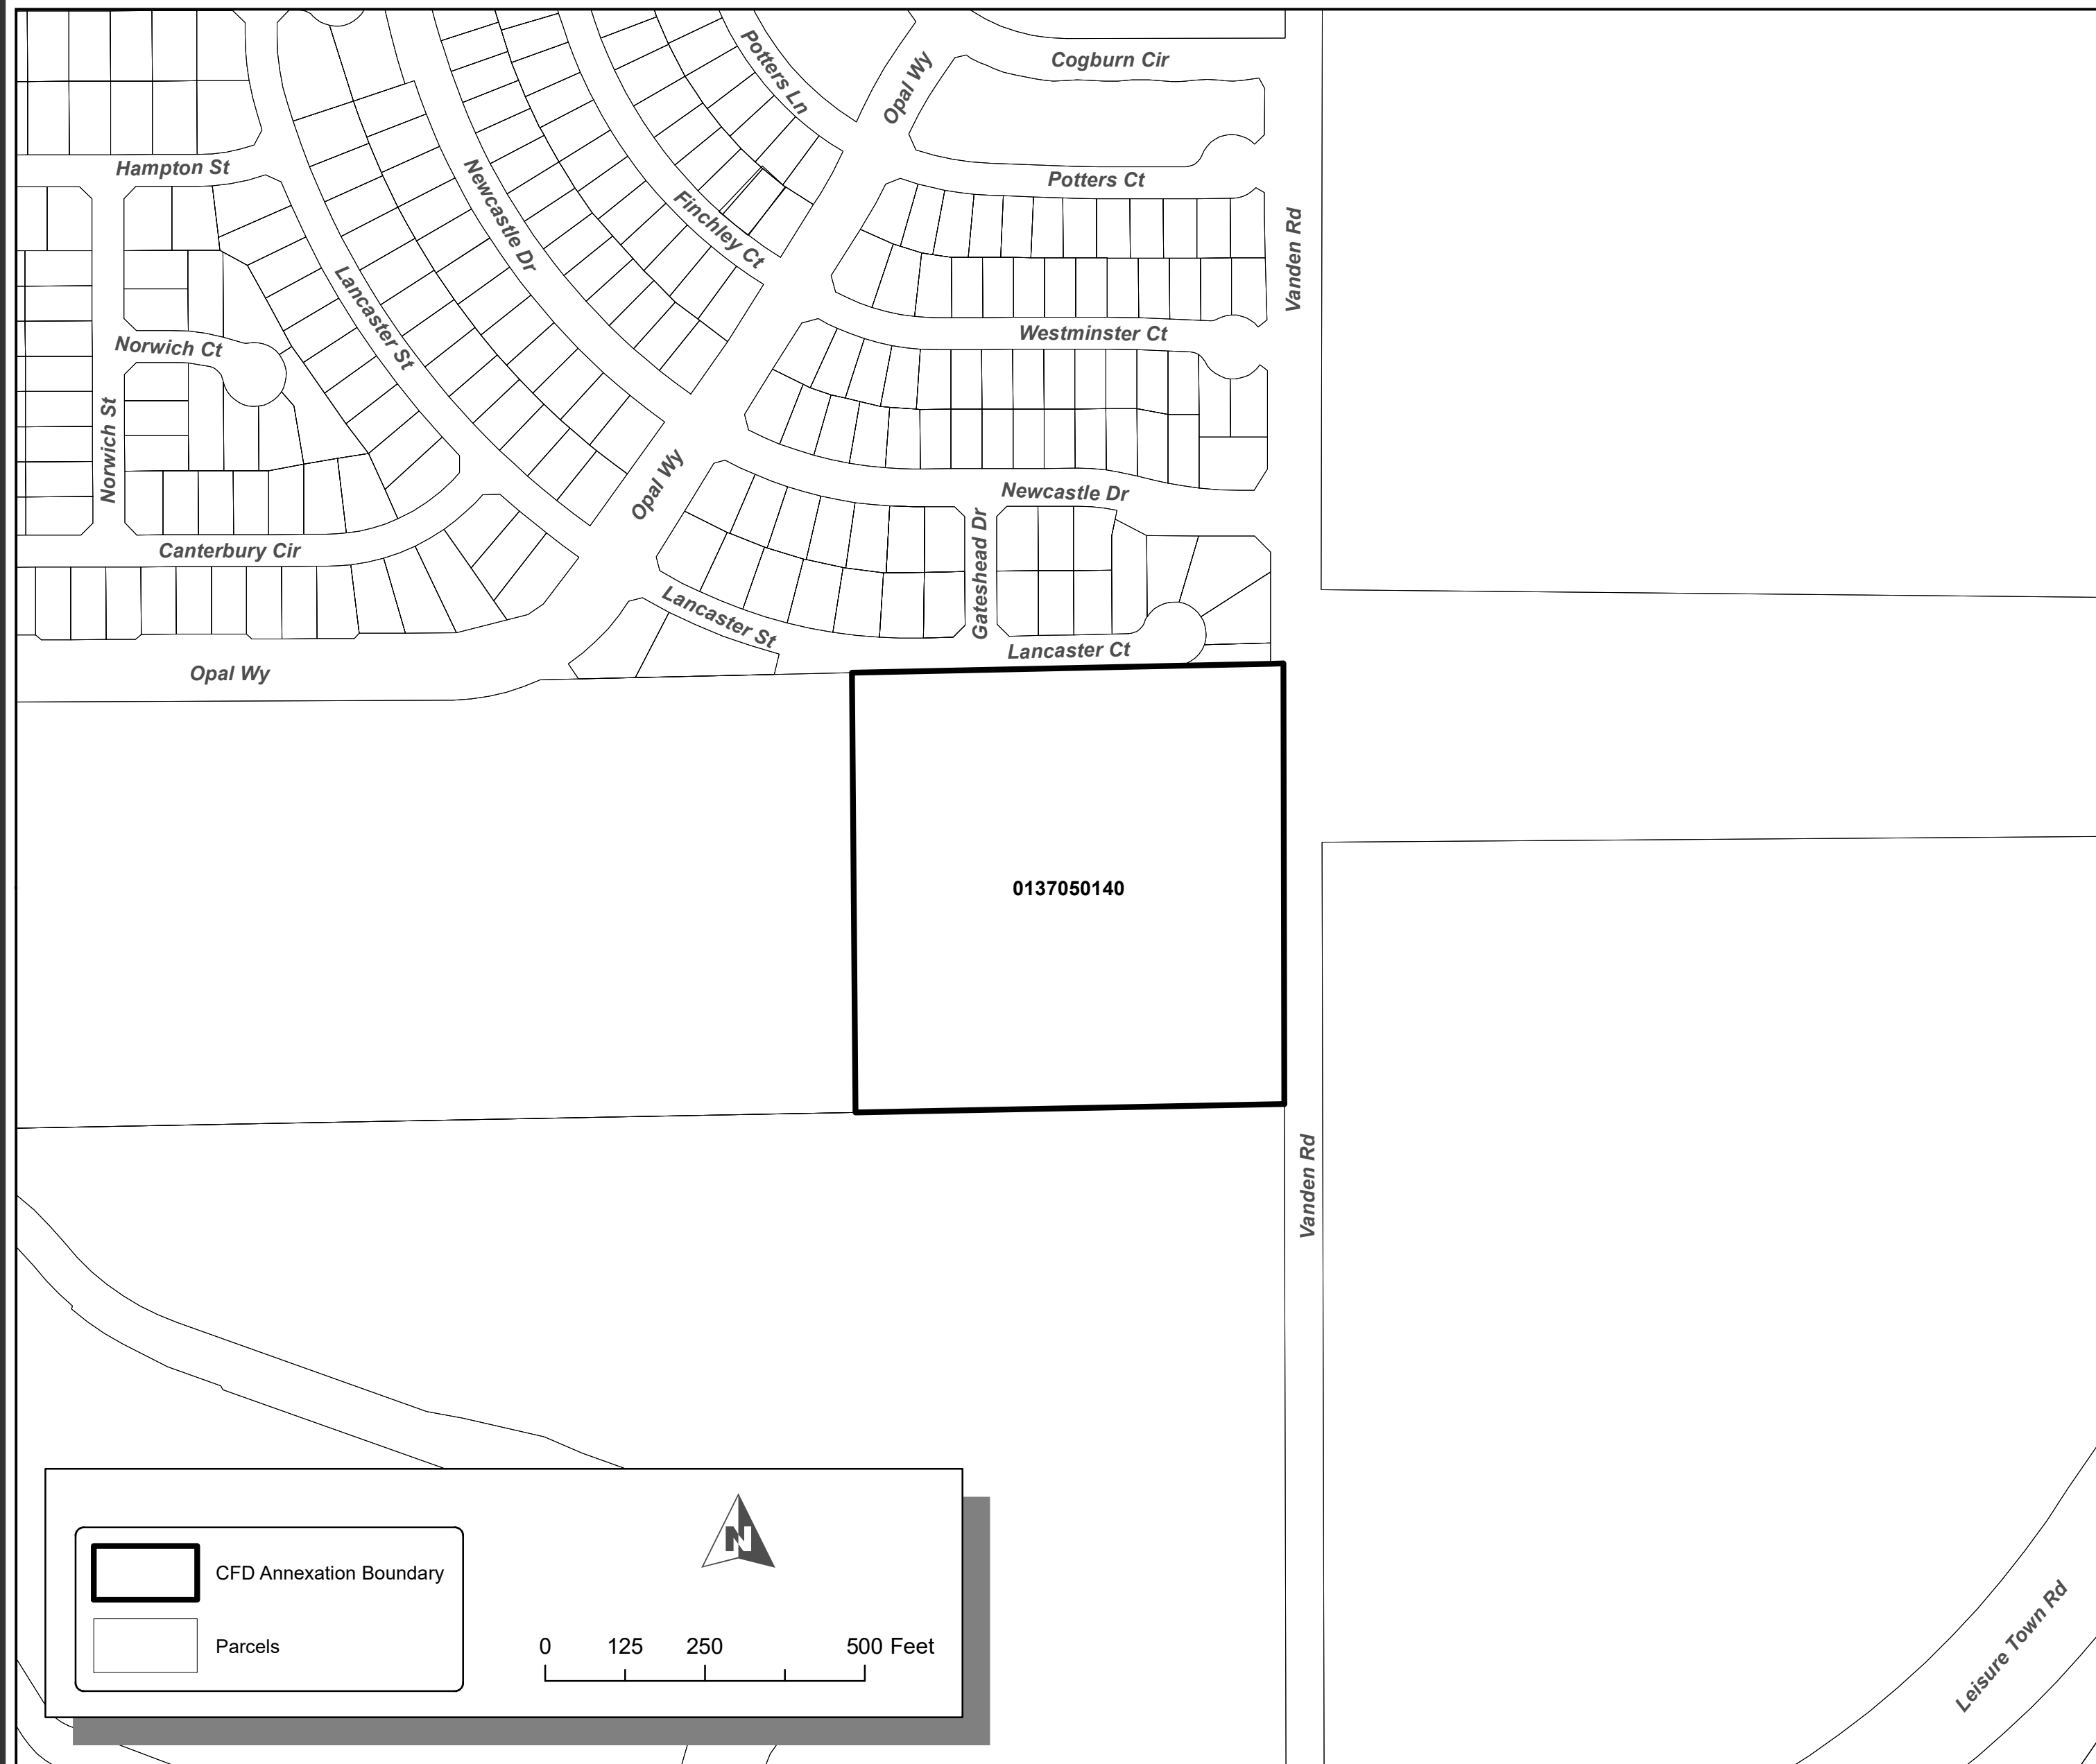 Potters Ln
Opal Wy
Cogburn Cir
Hampton St
Potters Ct
Newcastle Dr
Finchley Ct
Vanden Rd
Lancaster St
Westminster Ct
Norwich Ct
Norwich St
Opal Wy
Newcastle Dr
Canterbury Cir
Gateshead Dr
Lancaster St
Lancaster Ct
Opal Wy
0137050140
Vanden Rd
N
CFD Annexation Boundary
Parcels
0 125 250 500 Feet
Leisure Town Rd